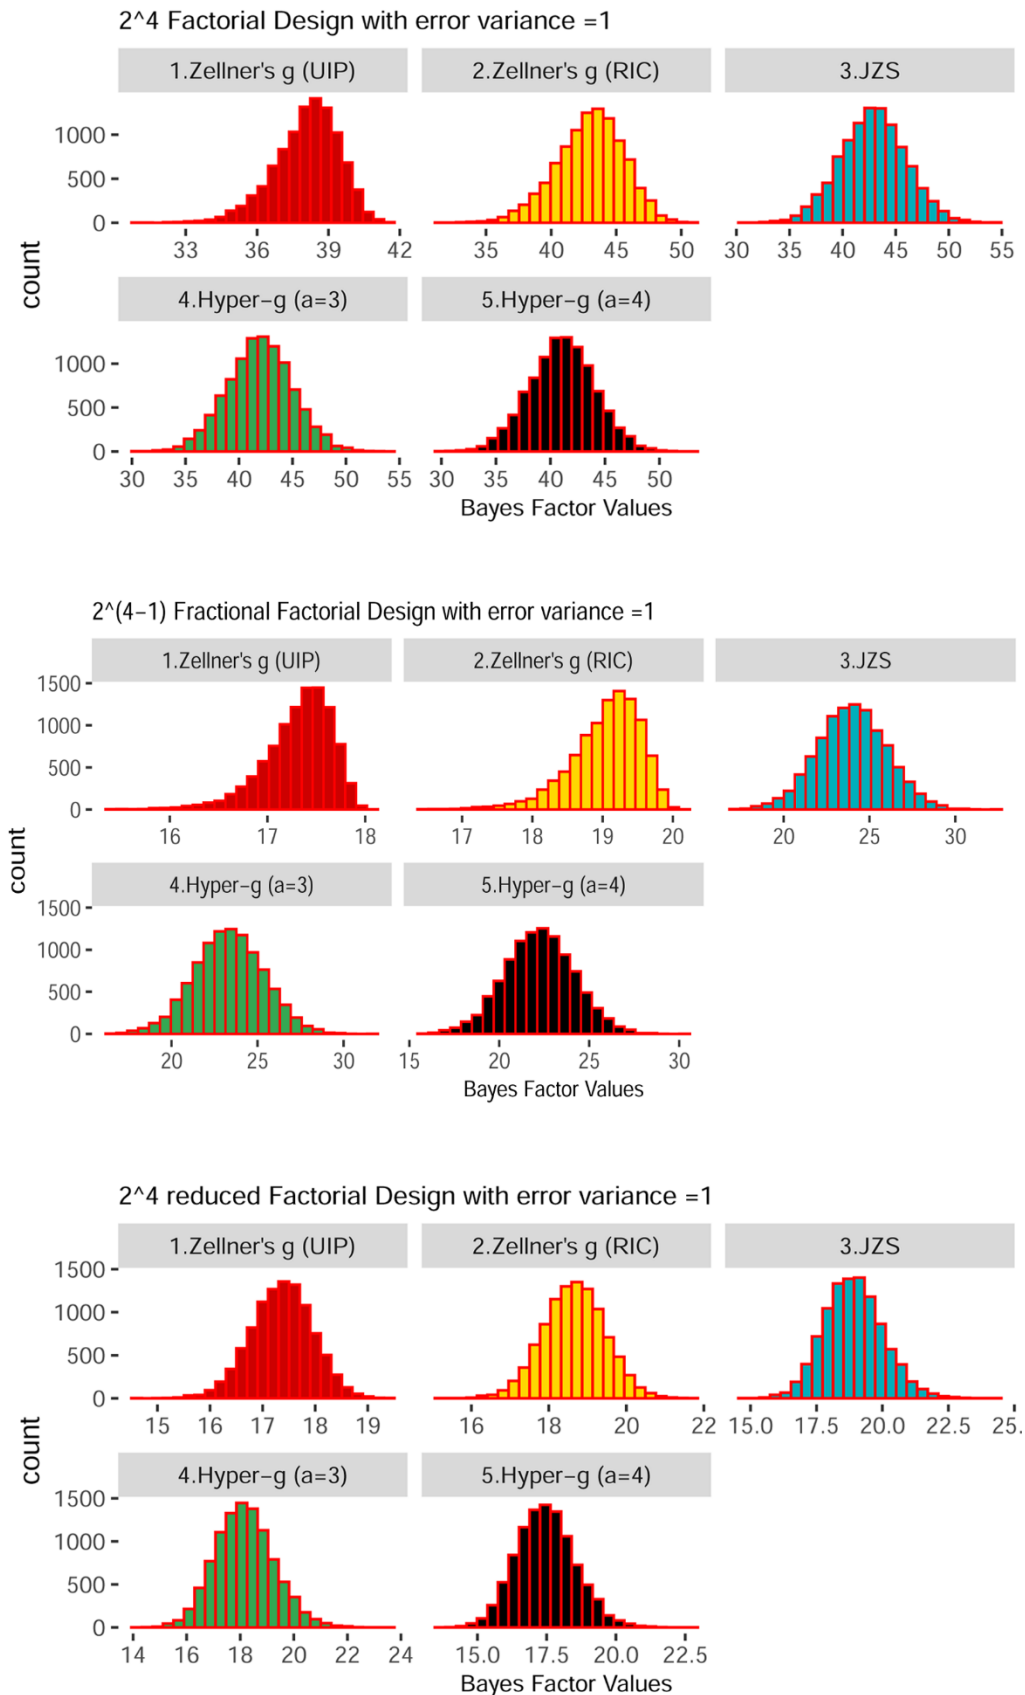 2^4 Factorial Design with error variance =1
1.Zellner's g (UIP) 2.Zellner's g (RIC) 3.JZS
1000
500
0
33 36 39 42 35 40 45 50 30 35 40 45 50 55
count
4.Hyper−g (a=3) 5.Hyper−g (a=4)
1000
500
0
30 35 40 45 50 55 30 35 40 45 50
Bayes Factor Values
2^(4−1) Fractional Factorial Design with error variance =1
1.Zellner's g (UIP) 2.Zellner's g (RIC) 3.JZS
1500
1000
500
0
16 17 18 17 18 19 20 20 25 30
count
4.Hyper−g (a=3) 5.Hyper−g (a=4)
1500
1000
500
0
20 25 30 15 20 25 30
Bayes Factor Values
2^4 reduced Factorial Design with error variance =1
1.Zellner's g (UIP) 2.Zellner's g (RIC) 3.JZS
1500
1000
500
0
15 16 17 18 19 16 18 20 22 15.0 17.5 20.0 22.5 25.
count
4.Hyper−g (a=3) 5.Hyper−g (a=4)
1500
1000
500
0
14 16 18 20 22 24 15.0 17.5 20.0 22.5
Bayes Factor Values